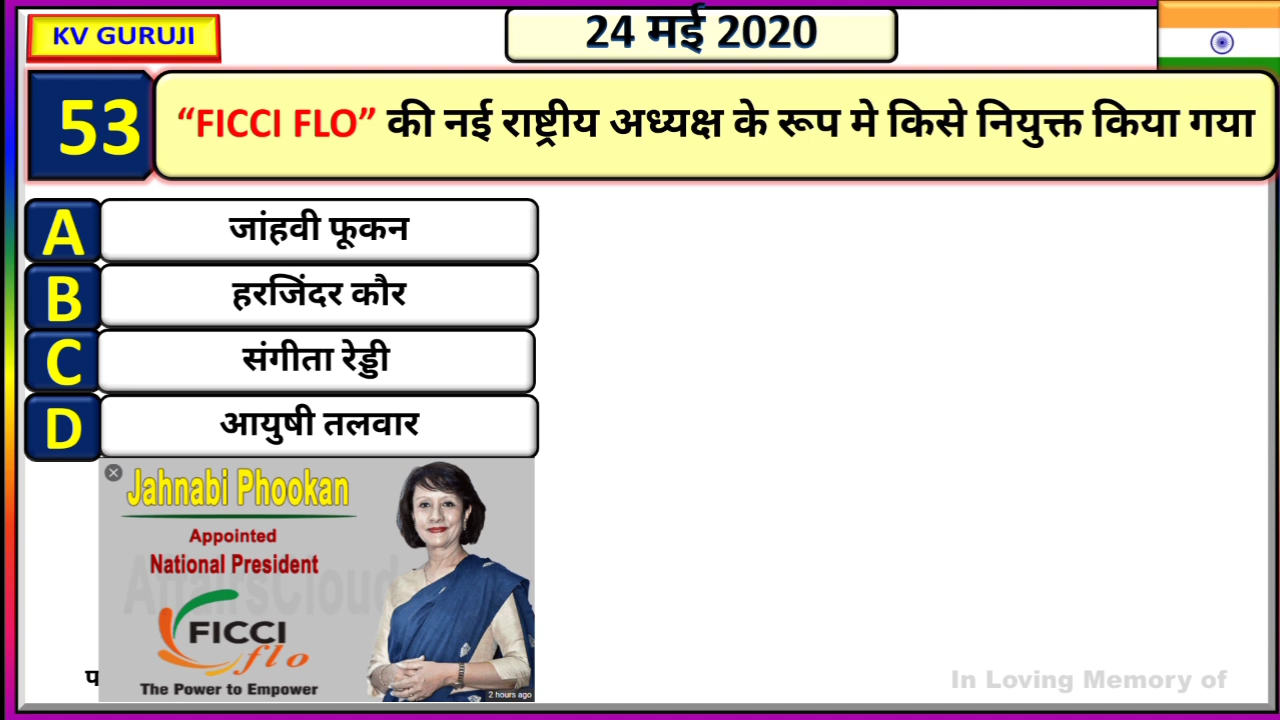 KV GURUJI
24 मई 2020
53
“FICCI FLO” की नई राष्ट्रीय अध्यक्ष के रूप मे किसे नियुक्त किया गया
A
जांहवी फूकन
B
हरजिंदर कौर
C
संगीता रेड्डी
D
आयुषी तलवार
Jahnabi Phookan
Appointed
National President
AffairsCloud
FICCI
flo
The Power to Empower
2 hours ago
प
In Loving Memory of